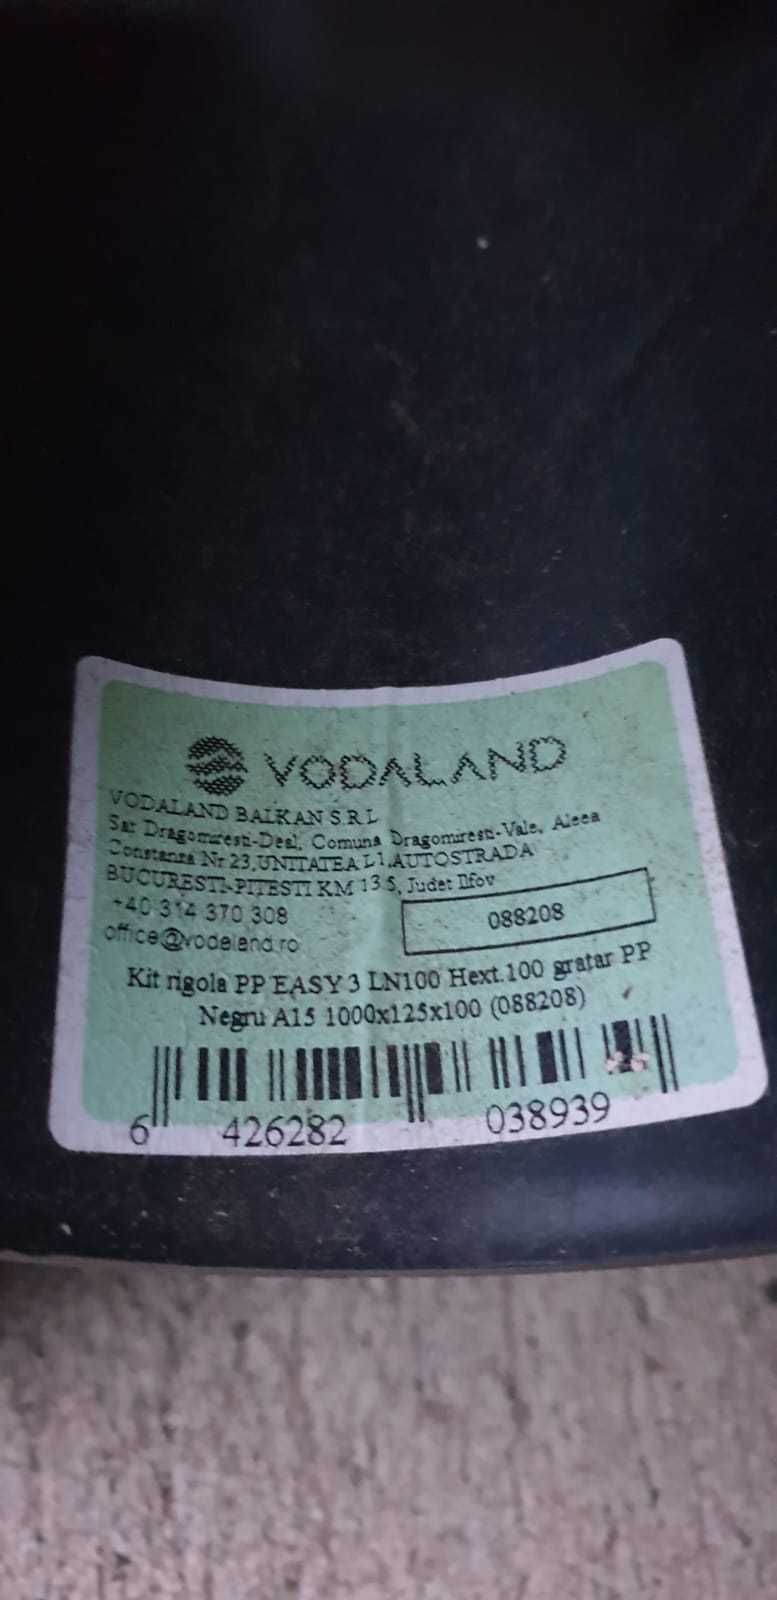 VODALAND
VODALAND BALKAN S.R.L
Sat Dragomiresti-Deal, Comuna Dragomiresti-Vale, Aleea
Constanza Nr 23,UNITATEA L1,AUTOSTRADA
BUCURESTI-PITESTI KM 13.5, Judet Ilfov
+40 314 370 308
088208
office@vodaland.ro
Kit rigola PP EASY 3 LN100 Hext.100 gratar PP
Negru A15 1000x125x100 (088208)
6 426282 038939